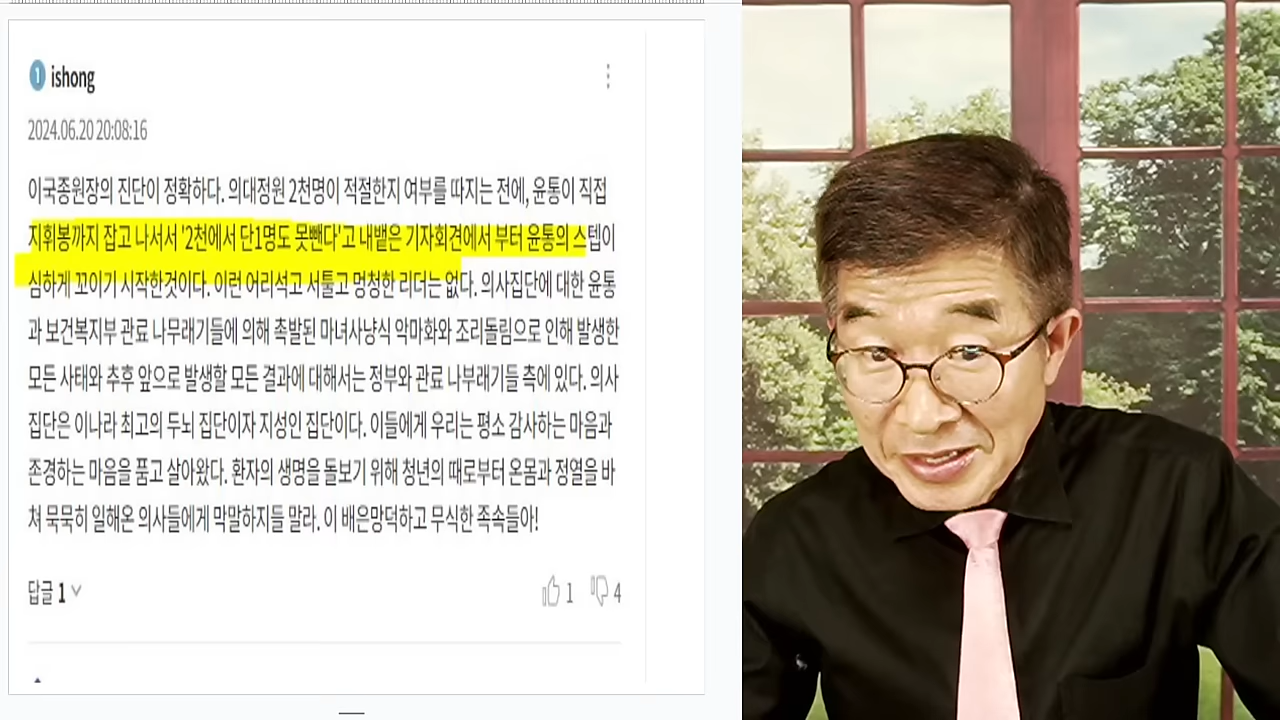 1 ishong
2024.06.20 20:08:16
이국종원장의 진단이 정확하다. 의대정원 2천명이 적절한지 여부를 따지는 전에, 윤통이 직접
지휘봉까지 잡고 나서서 '2천에서 단1명도 못뺀다'고 내뱉은 기자회견에서 부터 윤통의 스텝이
심하게 꼬이기 시작한것이다. 이런 어리석고 서툴고 멍청한 리더는 없다. 의사집단에 대한 윤통
과 보건복지부 관료 나무래기들에 의해 촉발된 마녀사냥식 악마화와 조리돌림으로 인해 발생한
모든 사태와 추후 앞으로 발생할 모든 결과에 대해서는 정부와 관료 나부래기들 측에 있다. 의사
집단은 이나라 최고의 두뇌 집단이자 지성인 집단이다. 이들에게 우리는 평소 감사하는 마음과
존경하는 마음을 품고 살아왔다. 환자의 생명을 돌보기 위해 청년의 때로부터 온몸과 정열을 바
쳐 묵묵히 일해온 의사들에게 막말하지들 말라. 이 배은망덕하고 무식한 족속들아!
답글 1
1 4